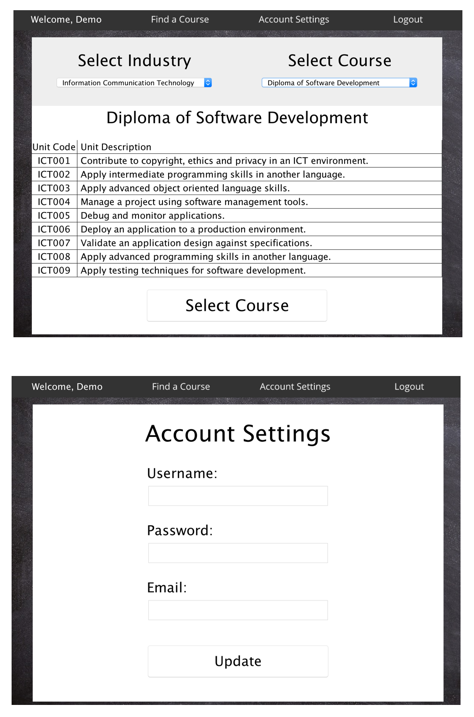 Welcome, Demo Find a Course Account Settings Logout
Select Industry Select Course
Information Communication Technology Diploma of Software Development
Diploma of Software Development
Unit Code Unit Description
ICT001 Contribute to copyright, ethics and privacy in an ICT environment.
ICT002 Apply intermediate programming skills in another language.
ICT003 Apply advanced object oriented language skills.
ICT004 Manage a project using software management tools.
ICT005 Debug and monitor applications.
ICT006 Deploy an application to a production environment.
ICT007 Validate an application design against specifications.
ICT008 Apply advanced programming skills in another language.
ICT009 Apply testing techniques for software development.
Select Course
Welcome, Demo Find a Course Account Settings Logout
Account Settings
Username:
Password:
Email:
Update